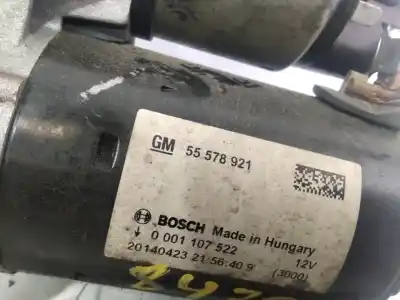 GM 55 578 921
BOSCH Made in Hungary
0 001 107 522 12V
20140423 21:56:40 9 (3000)